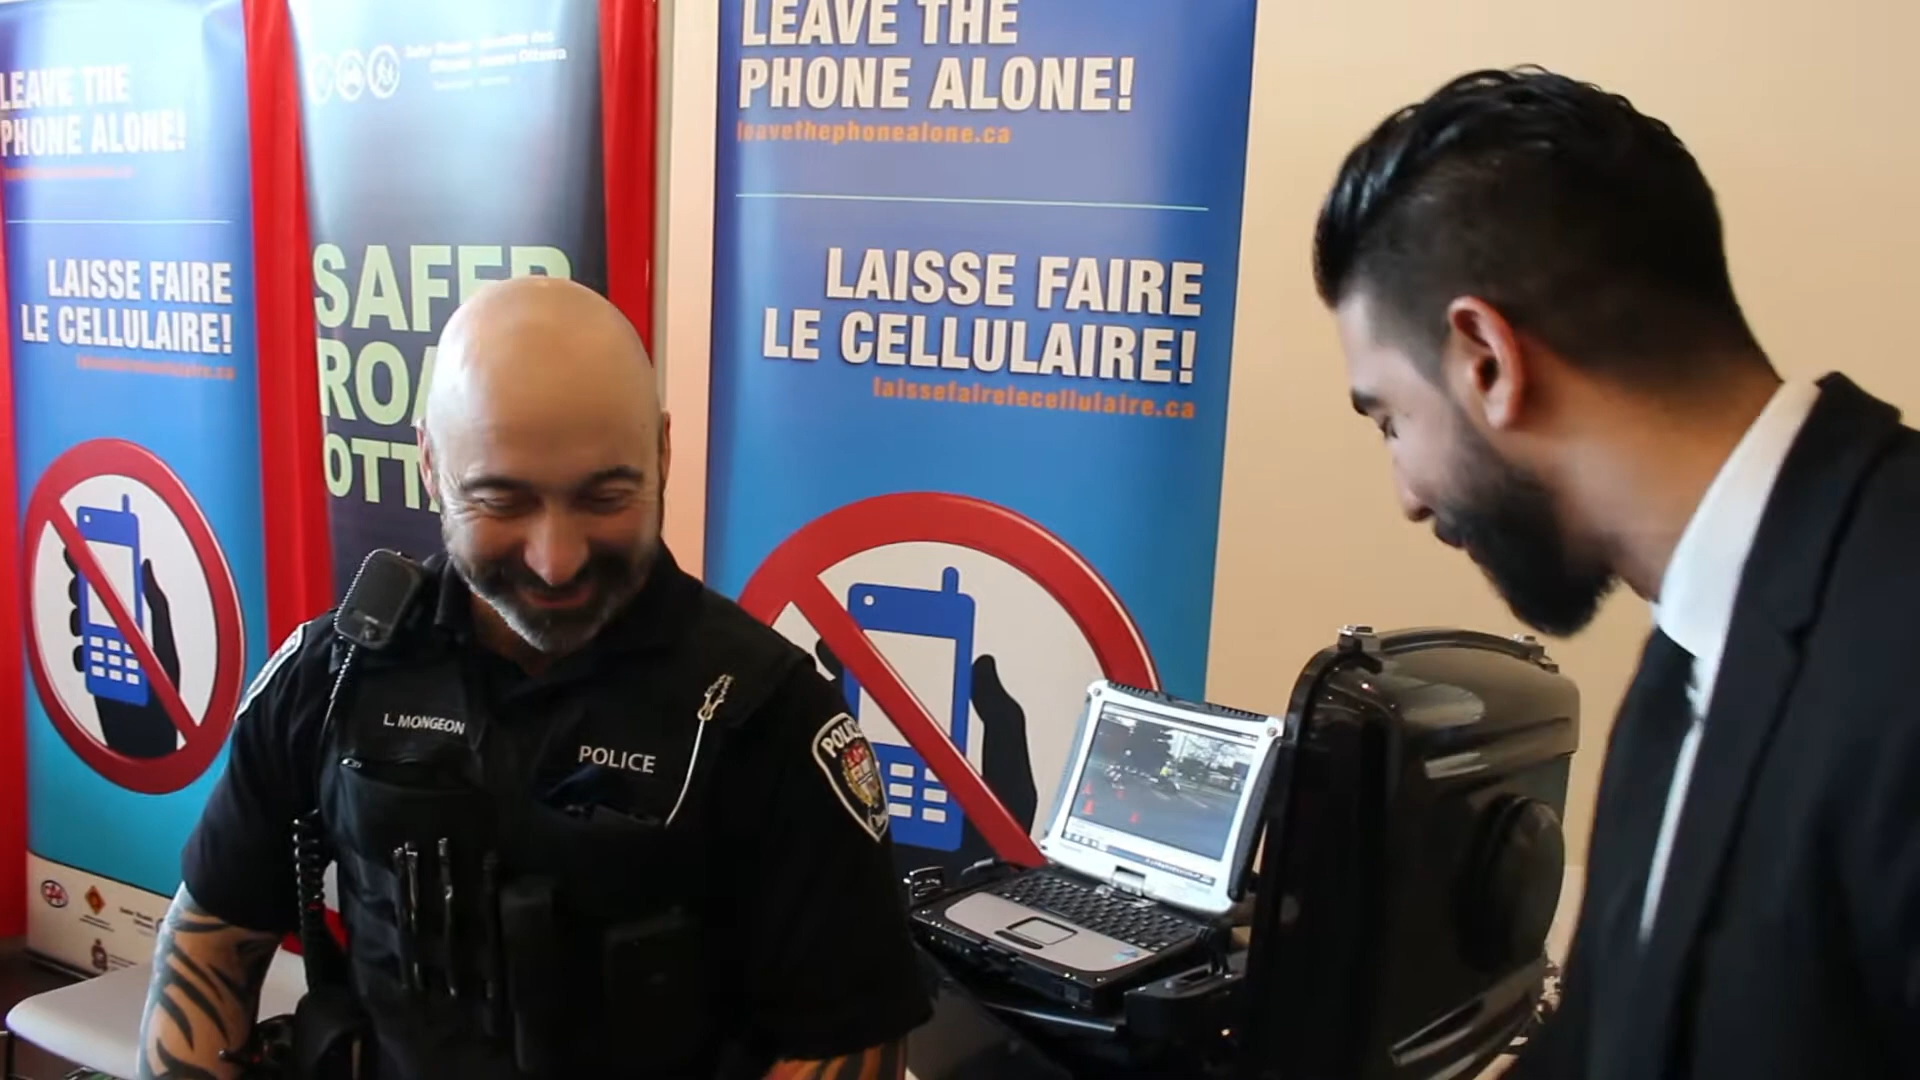 LEAVE THE
PHONE ALONE!
LAISSE FAIRE
LE CELLULAIRE!
SAFER
OTT
LEAVE THE
PHONE ALONE!
leavethephonealone.ca
LAISSE FAIRE
LE CELLULAIRE!
laissefairelecellulaire.ca
L. MONGEON
POLICE
POLICE